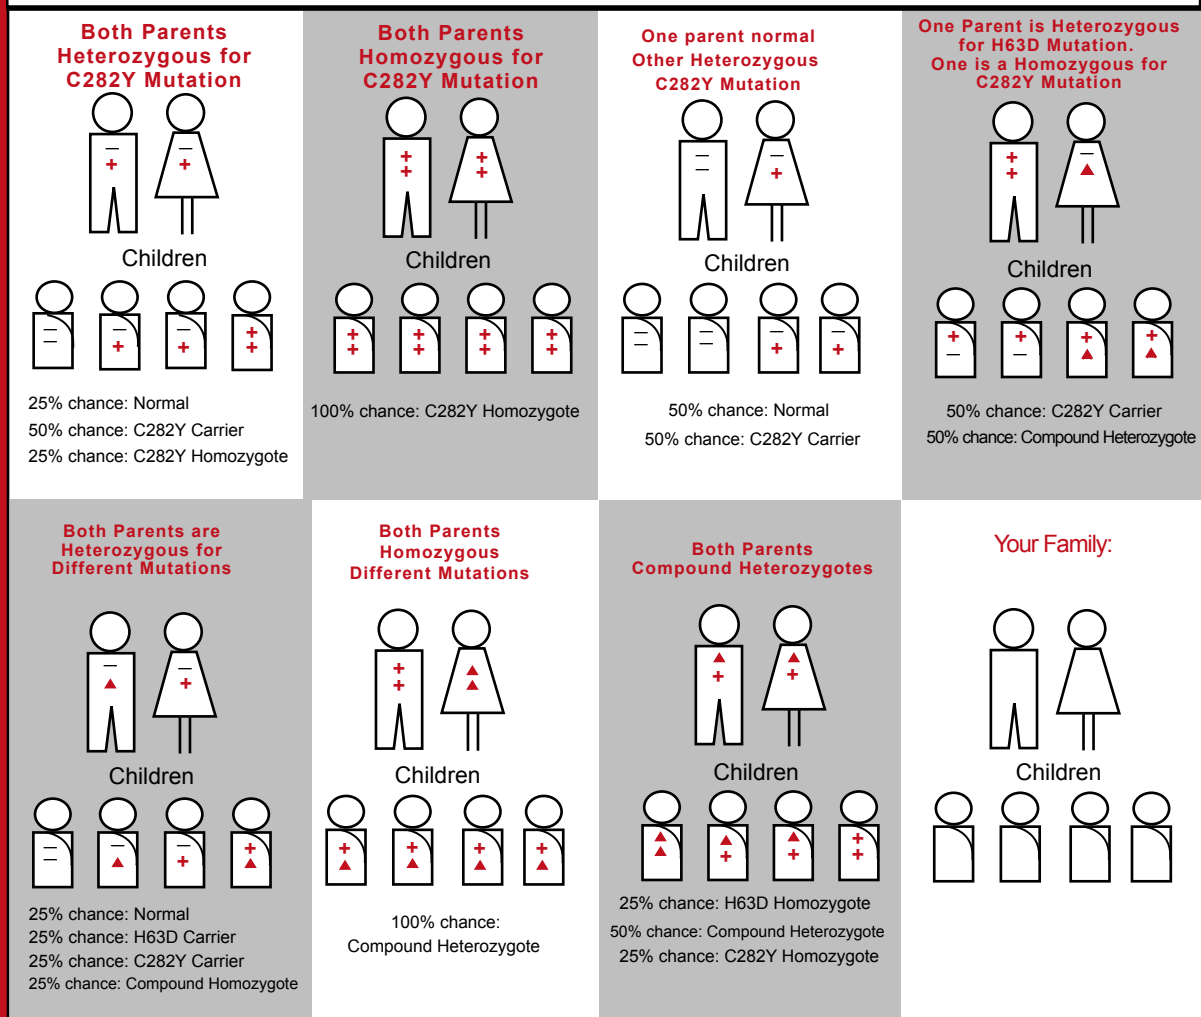 Both Parents
Heterozygous for
C282Y Mutation
Children
25% chance: Normal
50% chance: C282Y Carrier
25% chance: C282Y Homozygote
Both Parents
Homozygous for
C282Y Mutation
Children
100% chance: C282Y Homozygote
One parent normal
Other Heterozygous
C282Y Mutation
Children
50% chance: Normal
50% chance: C282Y Carrier
One Parent is Heterozygous
for H63D Mutation.
One is a Homozygous for
C282Y Mutation
Children
50% chance: C282Y Carrier
50% chance: Compound Heterozygote
Both Parents are
Heterozygous for
Different Mutations
Children
25% chance: Normal
25% chance: H63D Carrier
25% chance: C282Y Carrier
25% chance: Compound Homozygote
Both Parents
Homozygous
Different Mutations
Children
100% chance:
Compound Heterozygote
Both Parents
Compound Heterozygotes
Children
25% chance: H63D Homozygote
50% chance: Compound Heterozygote
25% chance: C282Y Homozygote
Your Family:
Children